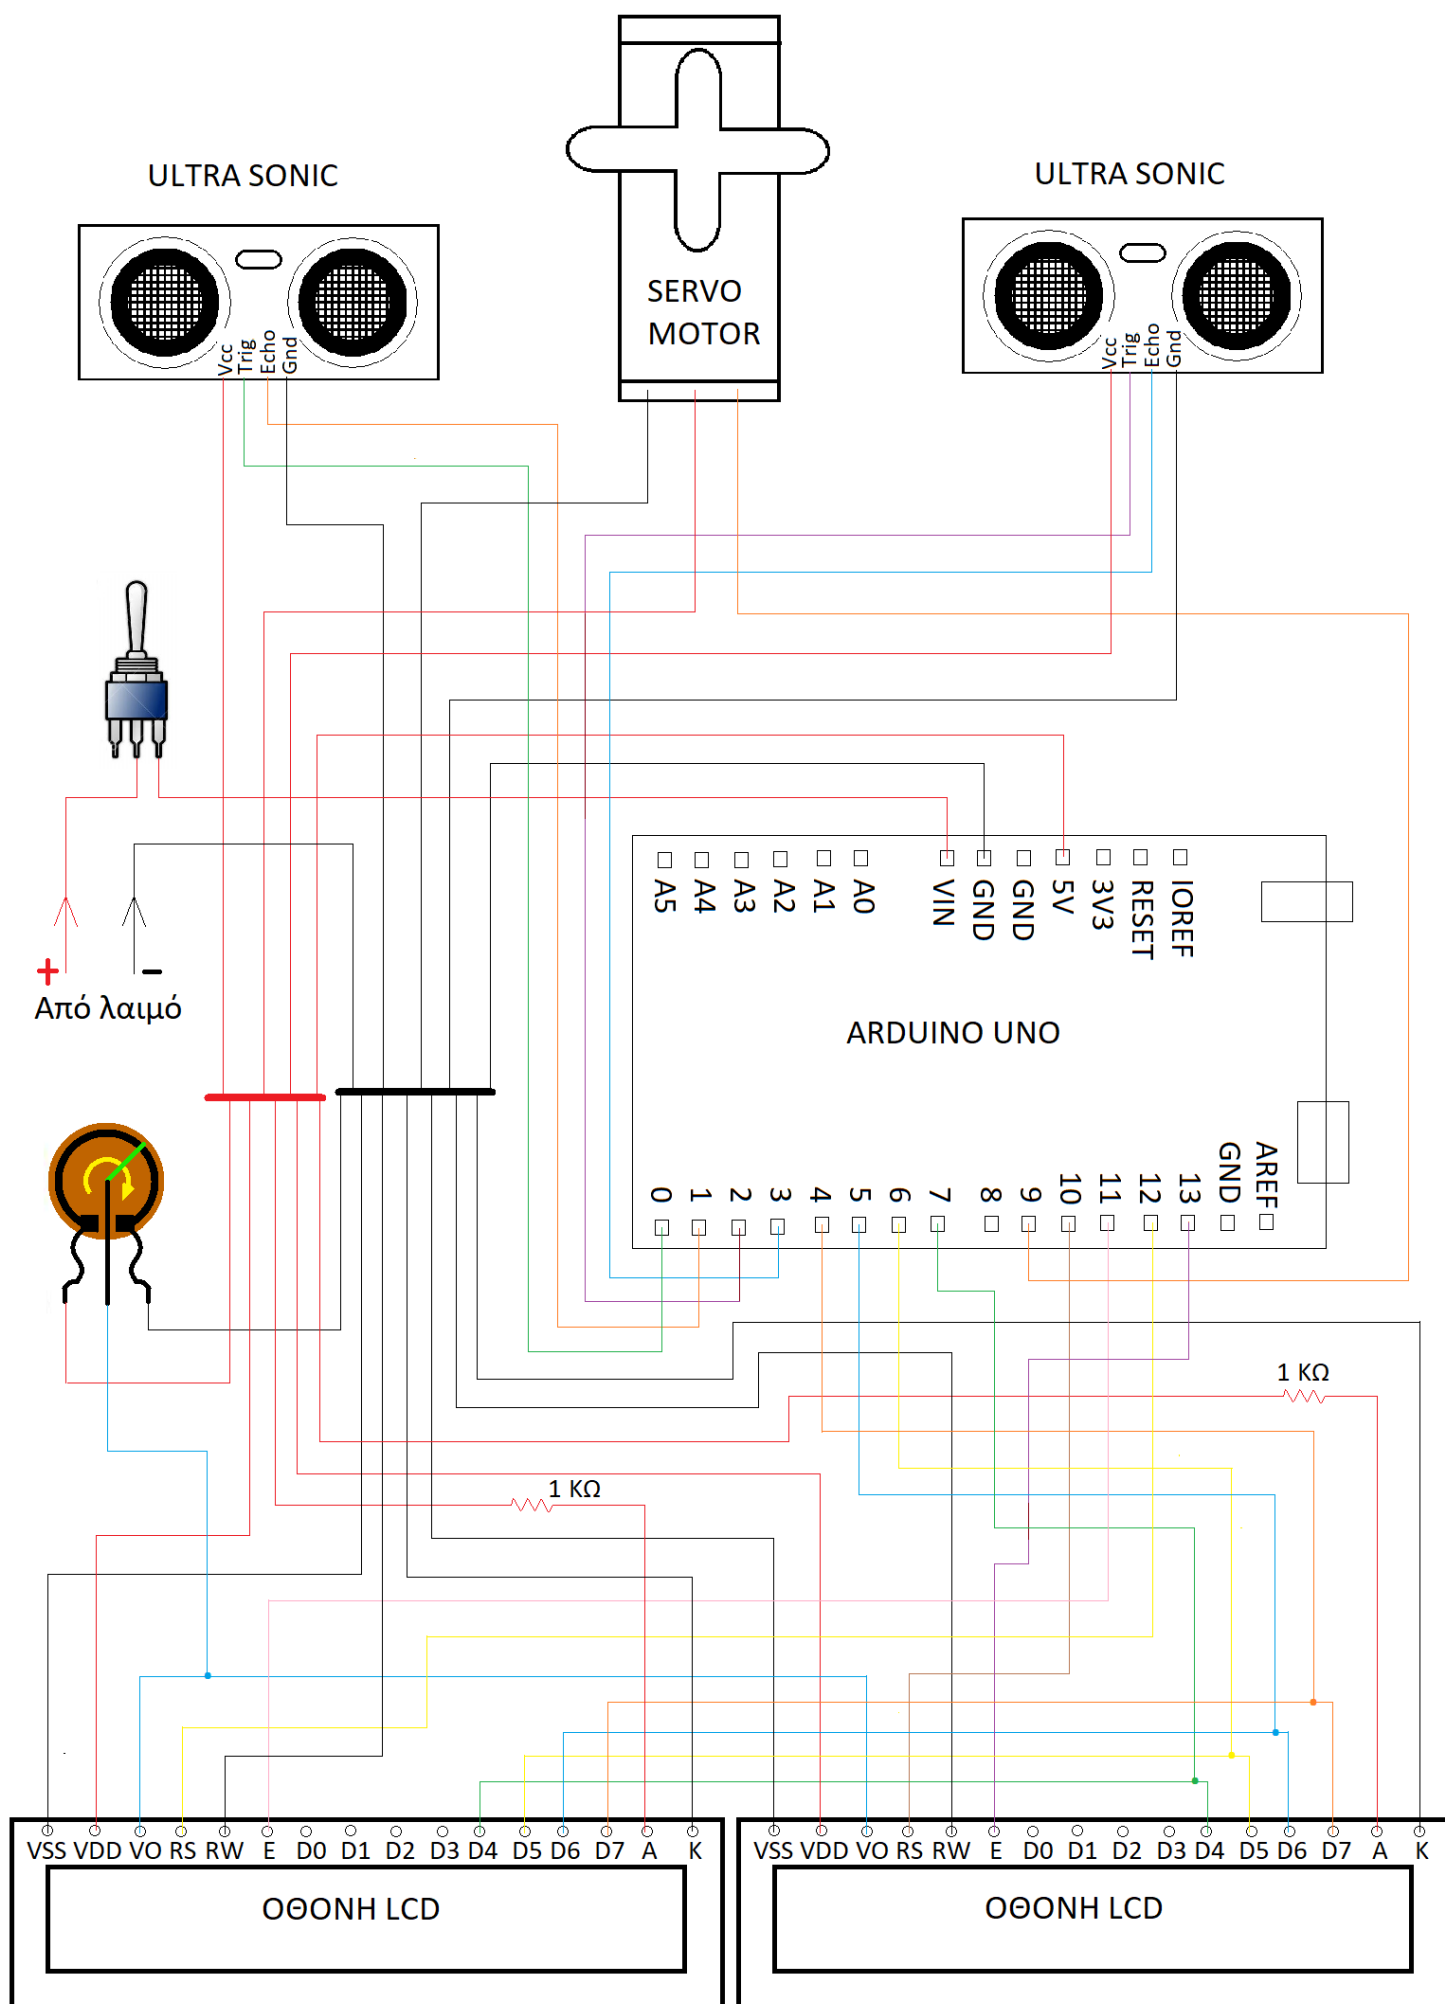 ULTRA SONIC
ULTRA SONIC
SERVO
MOTOR
Vcc
Trig
Echo
Gnd
Vcc
Trig
Echo
Gnd
A5
A4
A3
A2
A1
A0
VIN
GND
GND
5V
3V3
RESET
IOREF
+
-
Από λαιμό
ARDUINO UNO
0
1
2
3
4
5
6
7
8
9
10
11
12
13
GND
AREF
1 ΚΩ
1 ΚΩ
VSS VDD VO RS RW E D0 D1 D2 D3 D4 D5 D6 D7 A K
VSS VDD VO RS RW E D0 D1 D2 D3 D4 D5 D6 D7 A K
ΟΘΟΝΗ LCD
ΟΘΟΝΗ LCD